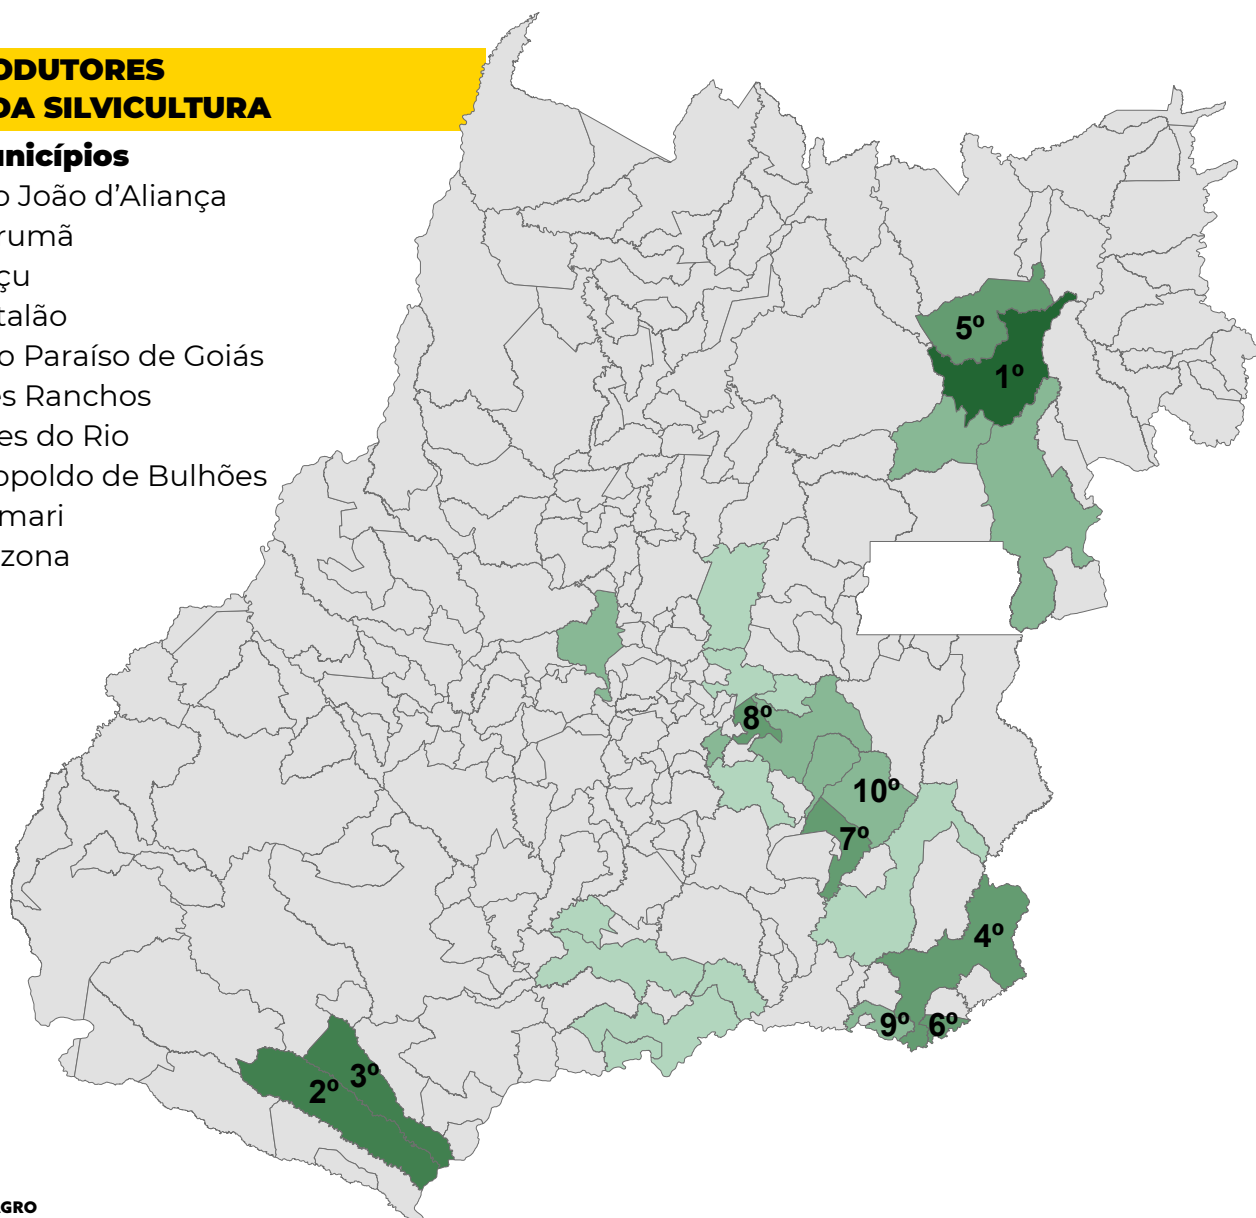 ODUTORES
DA SILVICULTURA
unicípios
o João d’Aliança
rumã
çu
talão
o Paraíso de Goiás
es Ranchos
es do Rio
opoldo de Bulhões
mari
zona
5º
1º
8º
10º
7º
4º
9º 6º
3º
2º
GRO